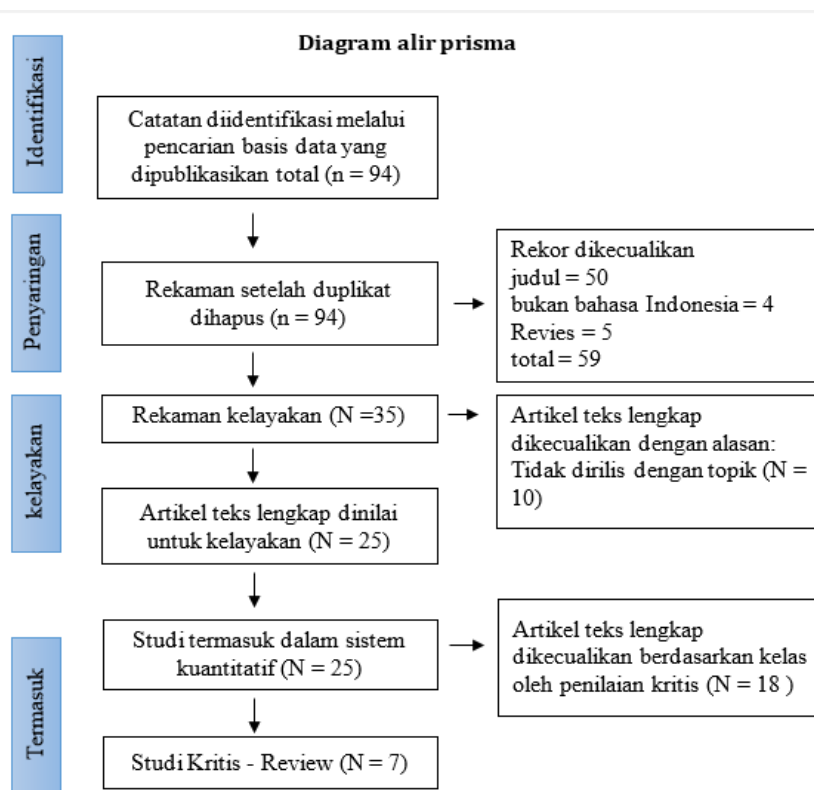 Diagram alir prisma
Identifikasi
Catatan diidentifikasi melalui
pencarian basis data yang
dipublikasikan total (n = 94)
Penyaringan
Rekaman setelah duplikat
dihapus (n = 94)
Rekor dikecualikan
judul = 50
bukan bahasa Indonesia = 4
Revies = 5
total = 59
kelayakan
Rekaman kelayakan (N =35)
Artikel teks lengkap
dikecualikan dengan alasan:
Tidak dirilis dengan topik (N =
10)
Artikel teks lengkap dinilai
untuk kelayakan (N = 25)
Termasuk
Studi termasuk dalam sistem
kuantitatif (N = 25)
Artikel teks lengkap
dikecualikan berdasarkan kelas
oleh penilaian kritis (N = 18 )
Studi Kritis - Review (N = 7)